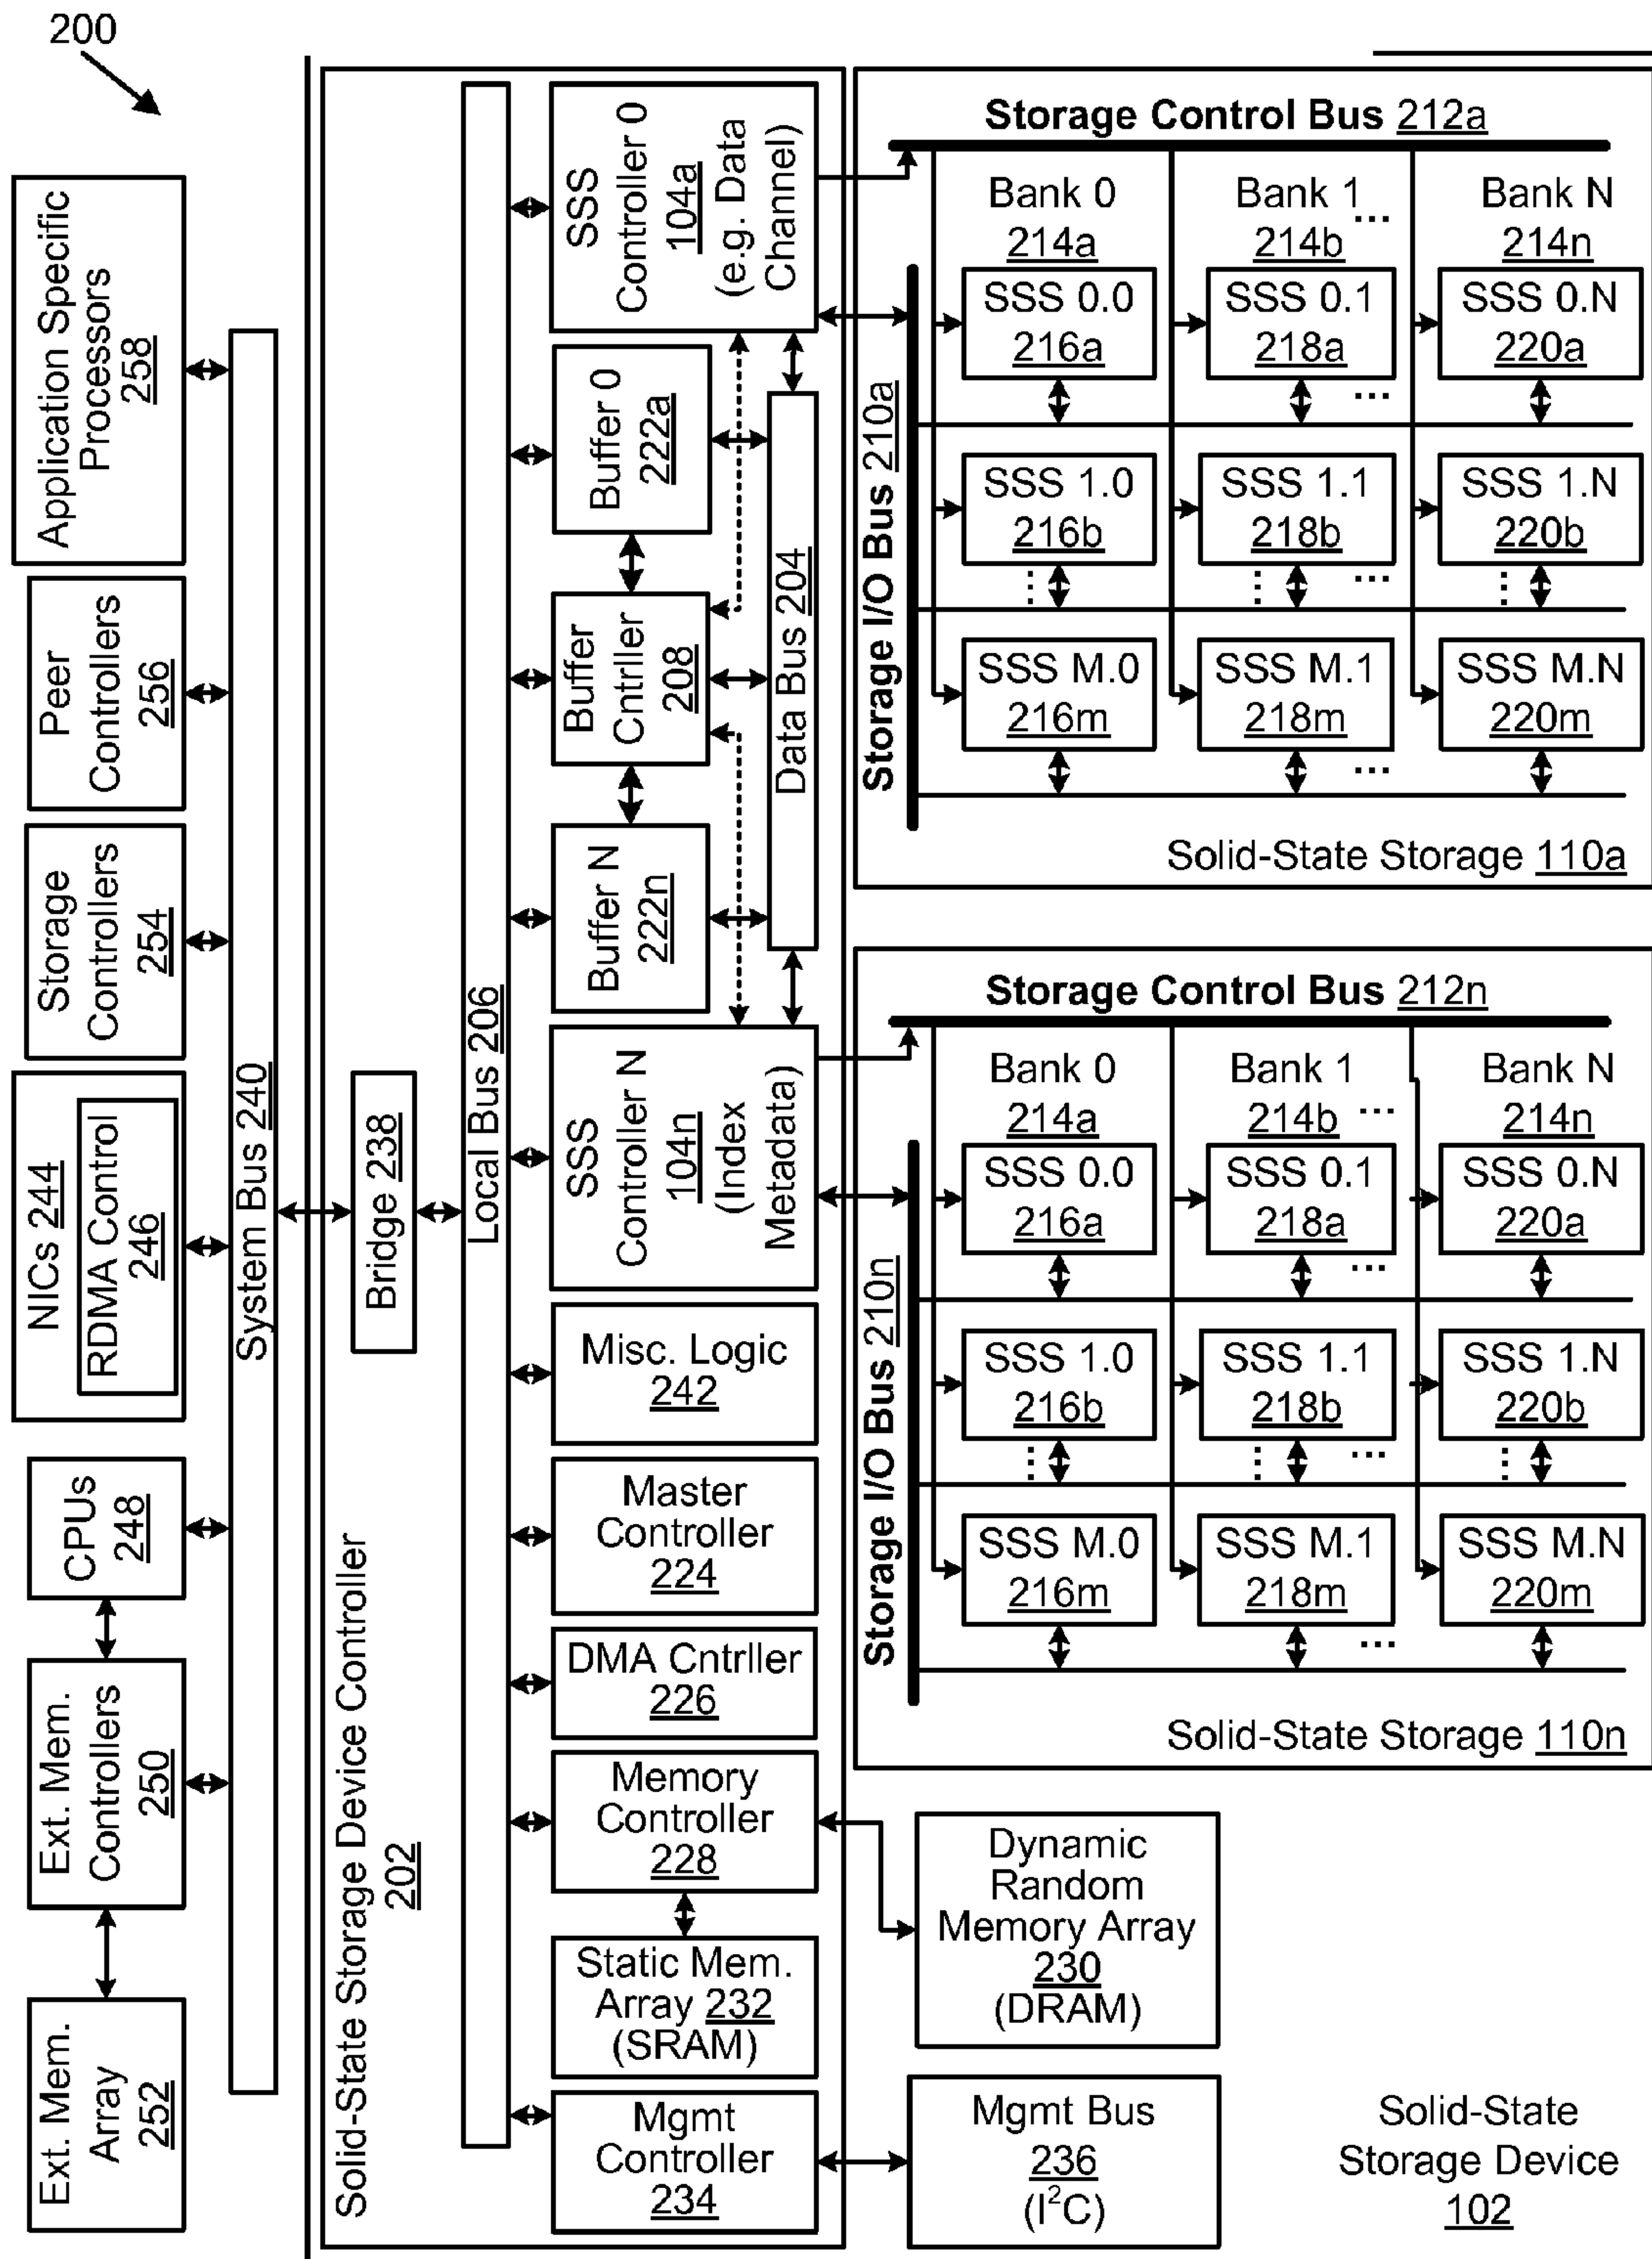 200
Application Specific
Processors
258
Peer
Controllers
256
Storage
Controllers
254
NICs 244
RDMA Control
246
CPUs
248
Ext. Mem.
Controllers
250
Ext. Mem.
Array
252
System Bus 240
Solid-State Storage Device Controller
202
Bridge 238
Local Bus 206
SSS
Controller 0
104a
(e.g. Data
Channel)
Buffer 0
222a
Buffer
Cntrller
208
Buffer N
222n
Data Bus 204
SSS
Controller N
104n
(Index
Metadata)
Misc. Logic
242
Master
Controller
224
DMA Cntrller
226
Memory
Controller
228
Static Mem.
Array 232
(SRAM)
Mgmt
Controller
234
Storage Control Bus 212a
Storage I/O Bus 210a
Bank 0
214a
Bank 1
214b
...
Bank N
214n
SSS 0.0
216a
SSS 0.1
218a
...
SSS 0.N
220a
SSS 1.0
216b
...
SSS 1.1
218b
... ...
SSS 1.N
220b
...
SSS M.0
216m
SSS M.1
218m
...
SSS M.N
220m
Solid-State Storage 110a
Storage Control Bus 212n
Storage I/O Bus 210n
Bank 0
214a
Bank 1
214b ...
Bank N
214n
SSS 0.0
216a
SSS 0.1
218a
...
SSS 0.N
220a
SSS 1.0
216b
...
SSS 1.1
218b
... ...
SSS 1.N
220b
...
SSS M.0
216m
SSS M.1
218m
...
SSS M.N
220m
Solid-State Storage 110n
Dynamic
Random
Memory Array
230
(DRAM)
Mgmt Bus
236
(I²C)
Solid-State
Storage Device
102